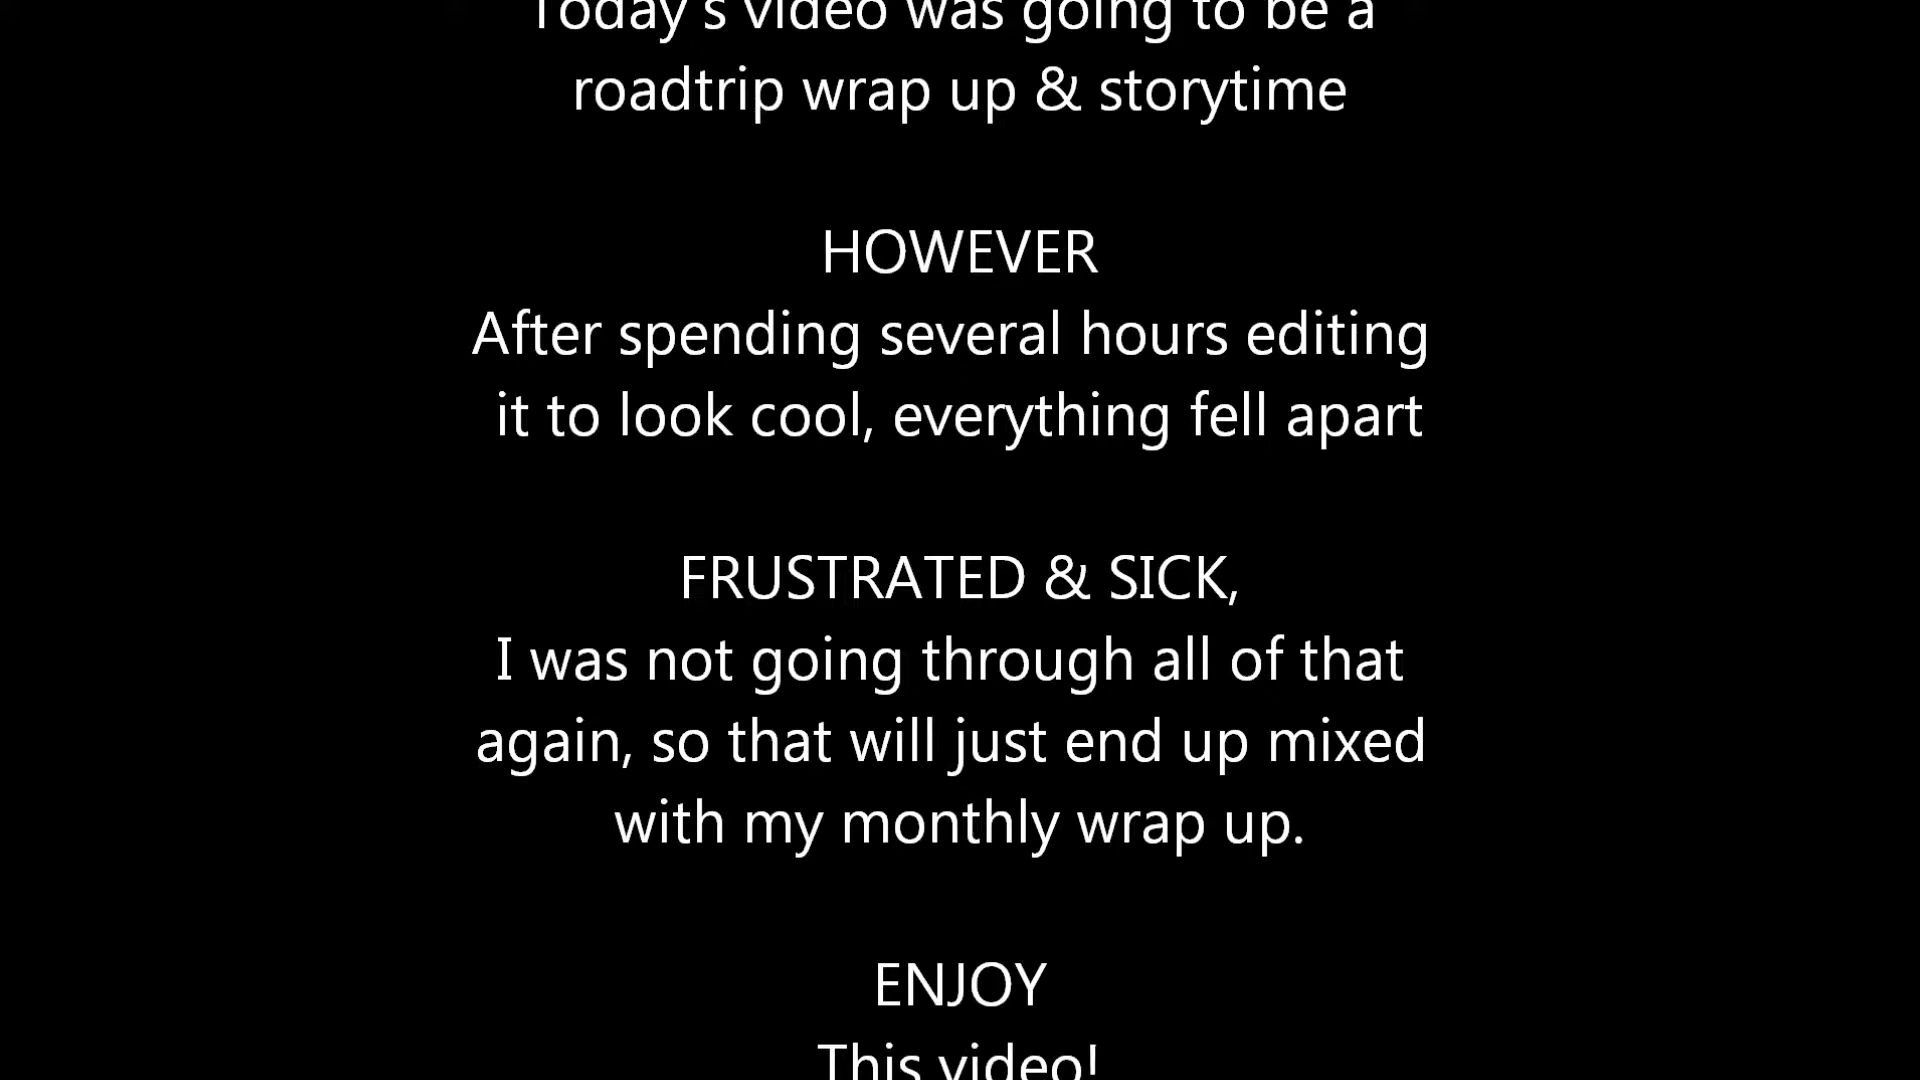 Today's video was going to be a
roadtrip wrap up & storytime
HOWEVER
After spending several hours editing
it to look cool, everything fell apart
FRUSTRATED & SICK,
I was not going through all of that
again, so that will just end up mixed
with my monthly wrap up.
ENJOY
This video!